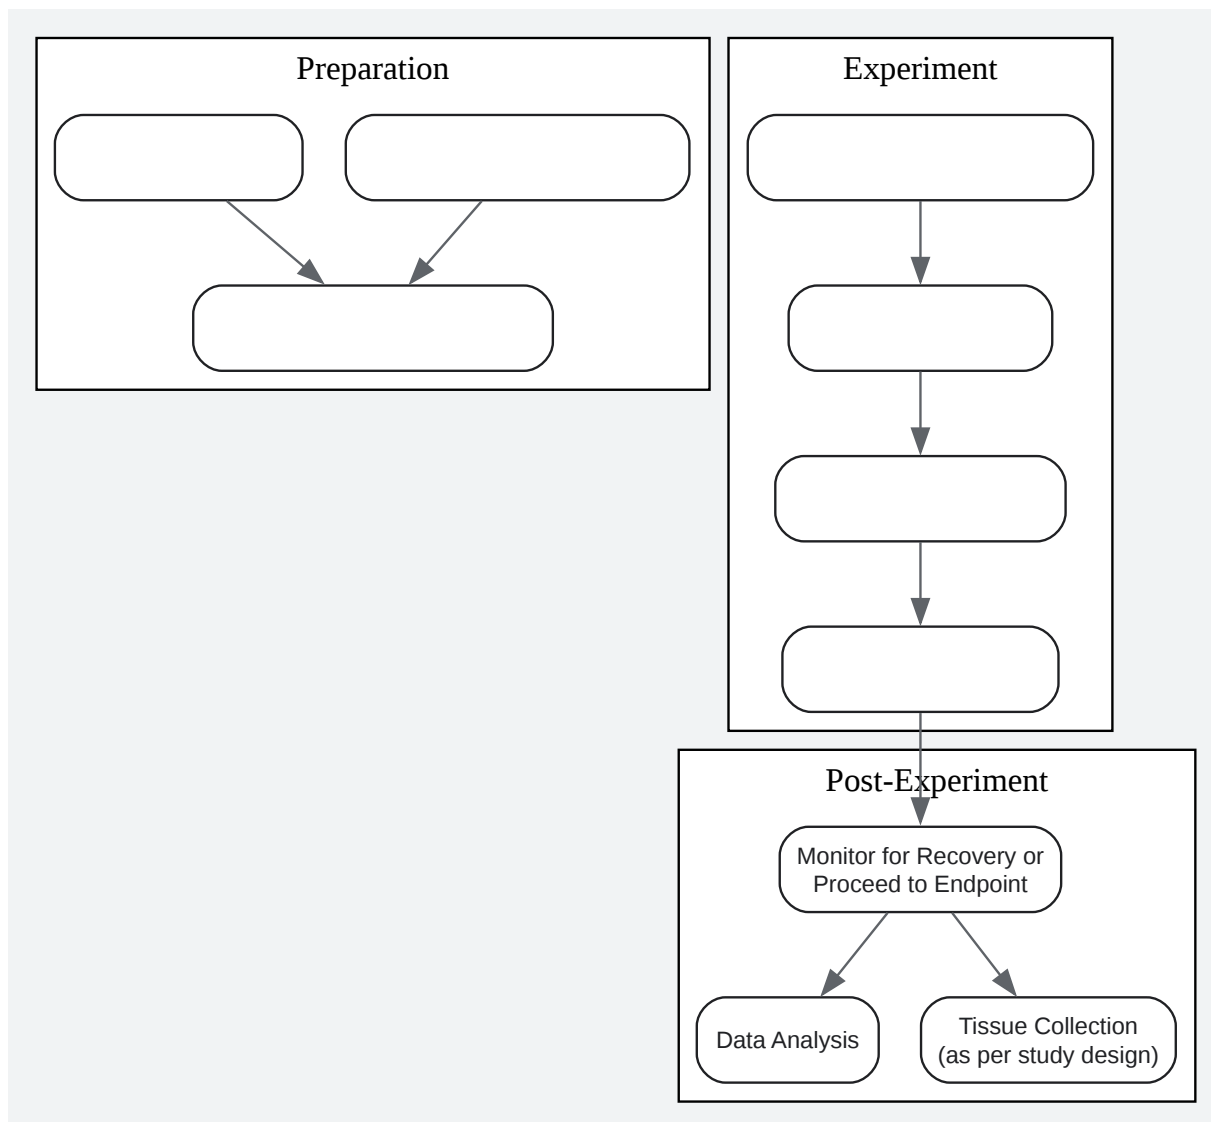 Preparation
Experiment
Post-Experiment
Monitor for Recovery or
Proceed to Endpoint
Data Analysis
Tissue Collection
(as per study design)